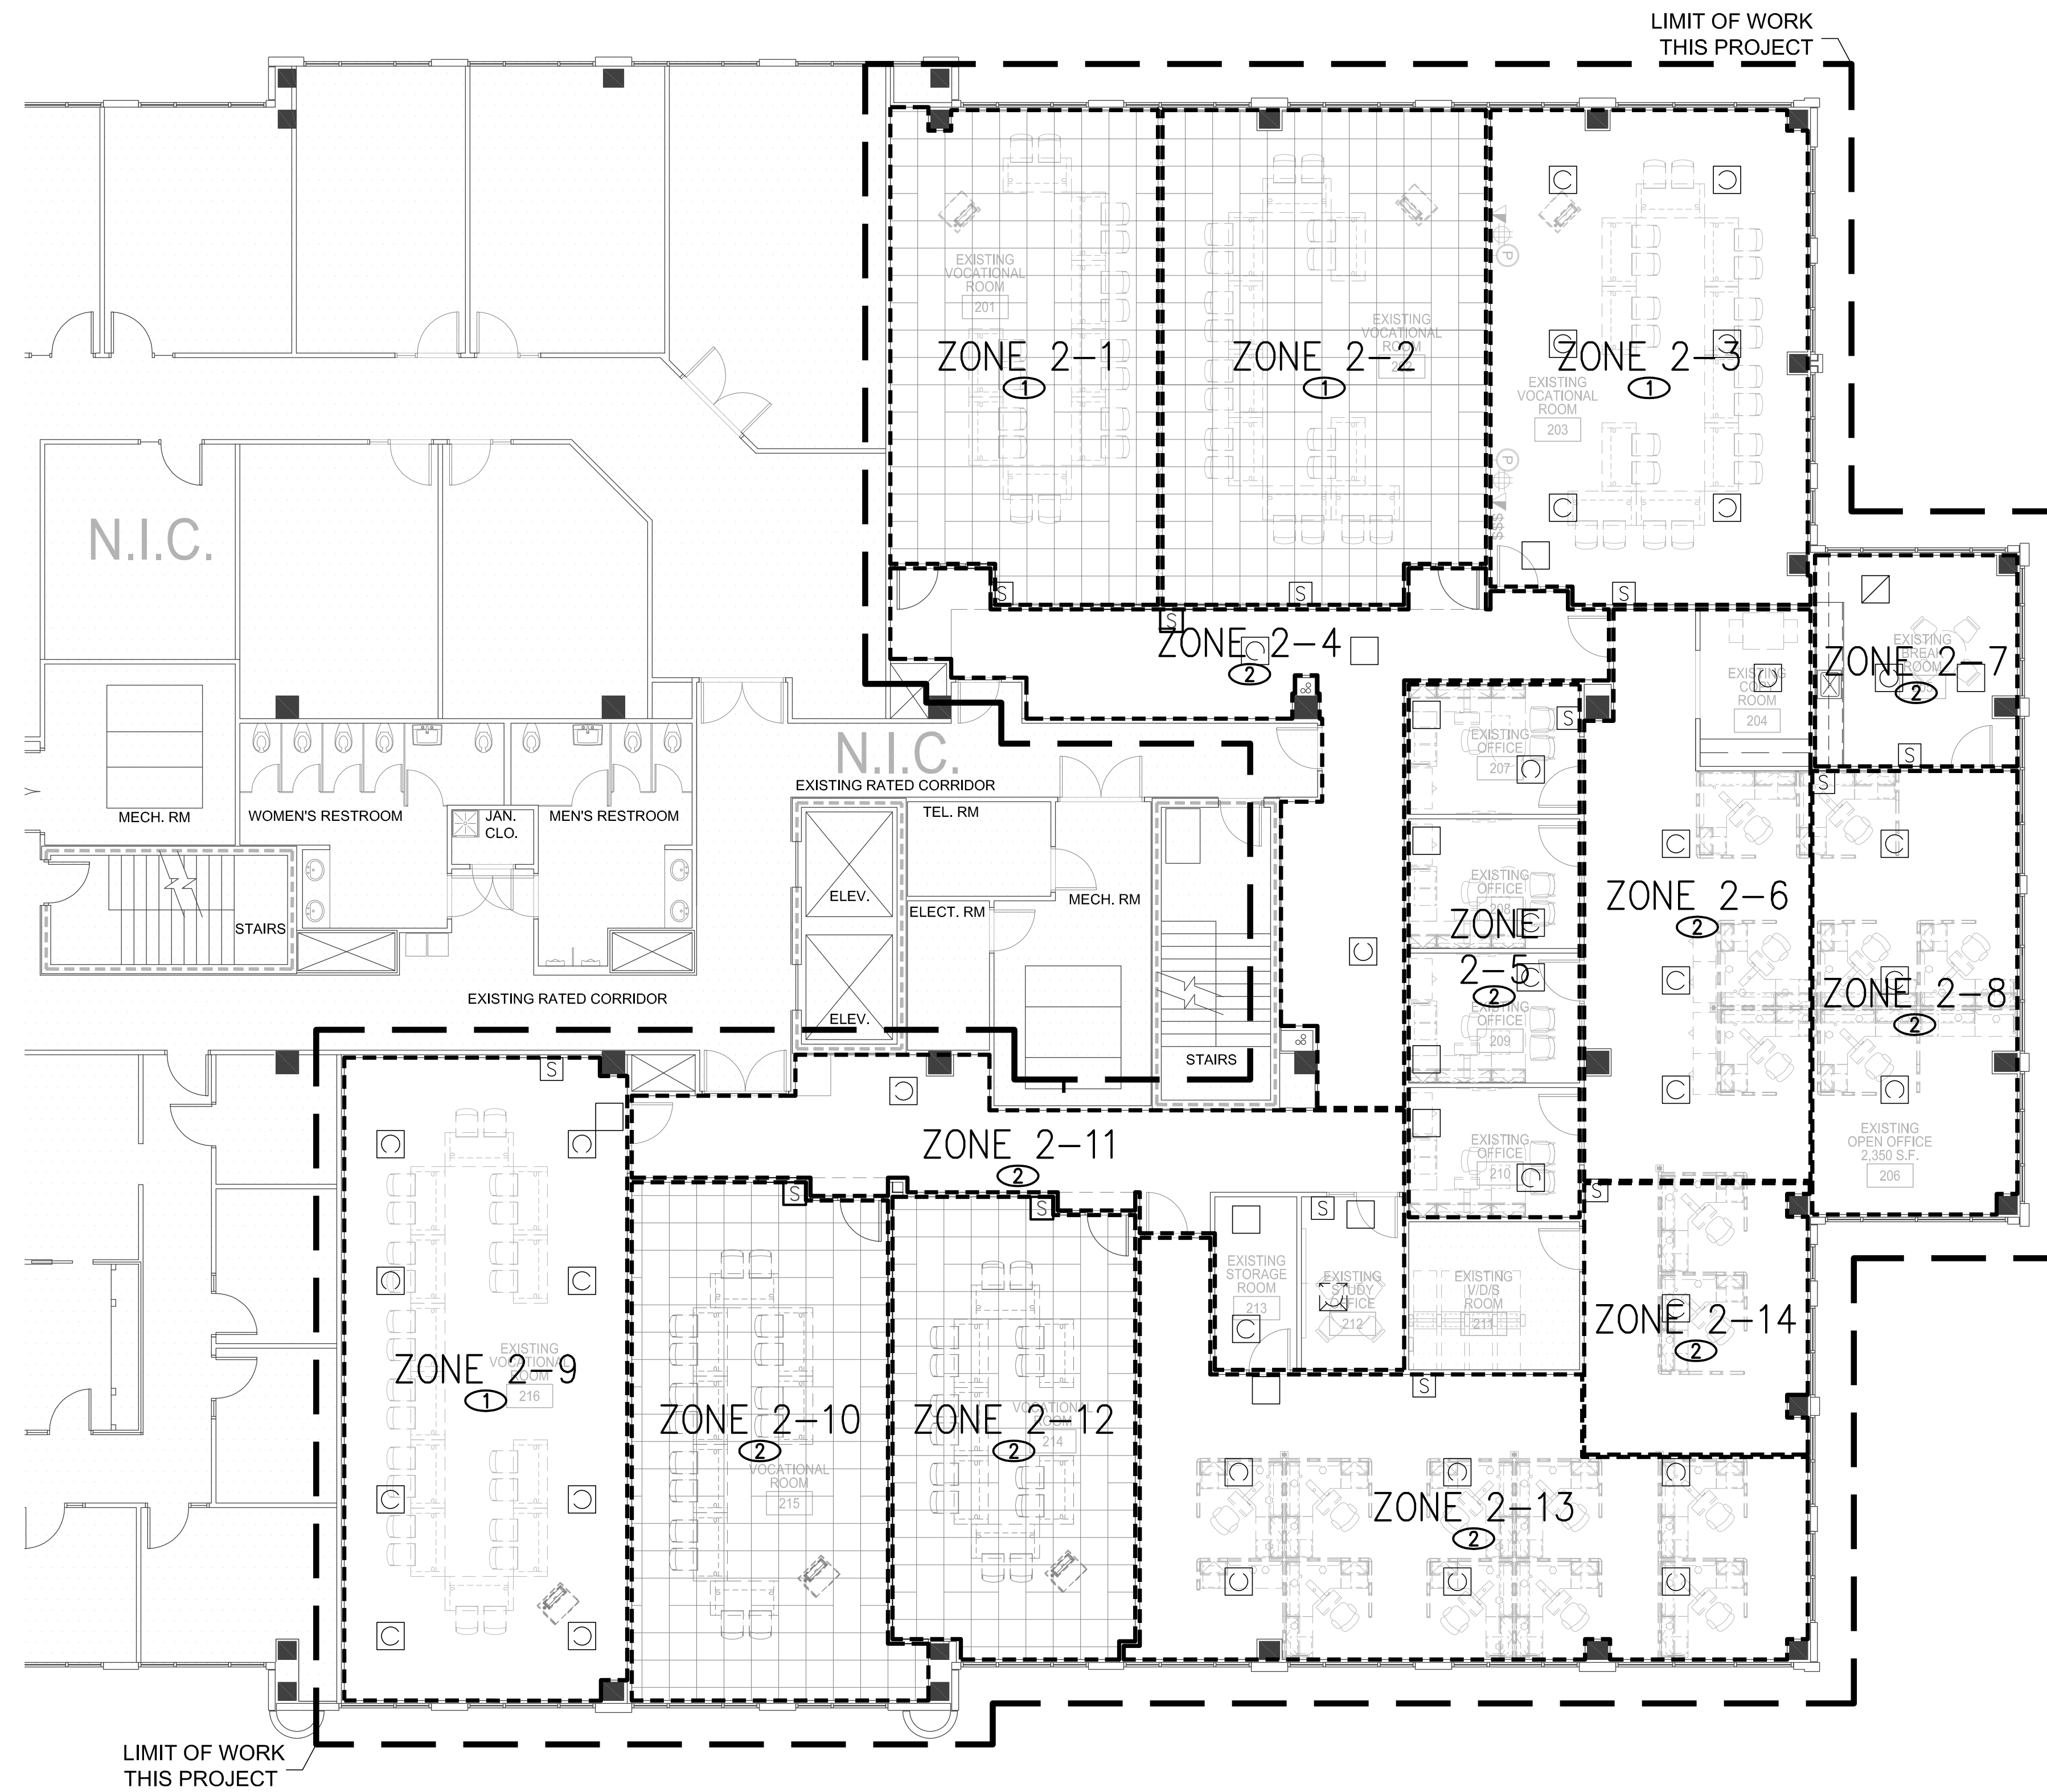 LIMIT OF WORK
THIS PROJECT
EXISTING
VOCATIONAL
ROOM
201
ZONE 2-1
1
EXISTING
VOCATIONAL
ROOM
ZONE 2-2
1
P
ZONE 2-3
1
EXISTING
VOCATIONAL
ROOM
203
P
$$$
N.I.C.
S
S
S
S
ZONE 2-4
2
EXISTING
BREAK
ROOM
ZONE 2-7
2
S
EXISTING
COPY
ROOM
204
S
EXISTING
OFFICE
207
N.I.C.
EXISTING RATED CORRIDOR
MECH. RM
WOMEN'S RESTROOM
JAN.
CLO.
MEN'S RESTROOM
TEL. RM
S
STAIRS
ELEV.
ELECT. RM
MECH. RM
EXISTING
OFFICE
208
ZONE
2-5
2
ZONE 2-6
2
EXISTING RATED CORRIDOR
ELEV.
STAIRS
EXISTING
OFFICE
209
ZONE 2-8
2
EXISTING
OPEN OFFICE
2,350 S.F.
206
S
ZONE 2-11
2
EXISTING
OFFICE
210
S
S
S
S
EXISTING
STORAGE
ROOM
213
EXISTING
STUDY
OFFICE
212
EXISTING
V/D/S
ROOM
211
ZONE 2-14
2
EXISTING
VOCATIONAL
ROOM
216
ZONE 2-9
1
ZONE 2-10
2
VOCATIONAL
ROOM
215
ZONE 2-12
2
VOCATIONAL
ROOM
214
S
ZONE 2-13
2
LIMIT OF WORK
THIS PROJECT